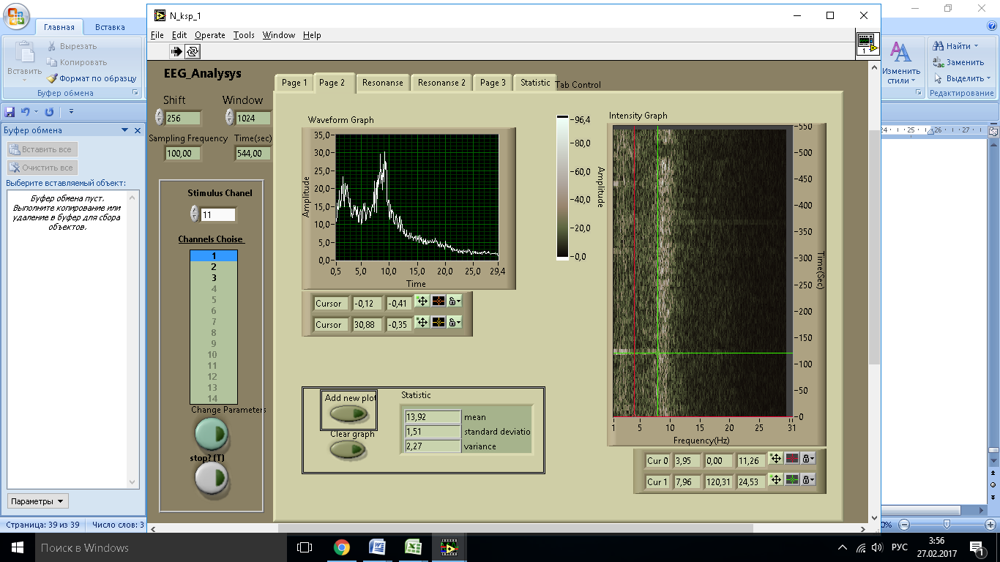 N_ksp_1
Главная
Вставка
Вырезать
Копировать
Формат по образцу
Вставить
Буфер обмена
File Edit Operate Tools Window Help
1
Найти
Заменить
Выделить
Изменить стили
Редактирование
Буфер обмена
Вставить все
Очистить все
Выберите вставляемый объект:
Буфер обмена пуст.
Выполните копирование или
удаление в буфер для сбора
объектов.
Параметры
Страница: 39 из 39
Число слов: 3
EEG_Analysys
Shift Window
256 1024
Sampling Frequency Time(sec)
100,00 544,00
Stimulus Chanel
11
Channels Choise
1
2
3
4
5
6
7
8
9
10
11
12
13
14
Change Parameters
stop? (T)
Page 1 Page 2 Resonanse Resonanse 2 Page 3 Statistic Tab Control
Waveform Graph
Amplitude
35,0
30,0
25,0
20,0
15,0
10,0
5,0
0,0
0,5 5,0 10,0 15,0 20,0 25,0 29,4
Time
Cursor -0,12 -0,41
Cursor 30,88 -0,35
96,4
80,0
60,0
40,0
20,0
0,0
Amplitude
Intensity Graph
550
500
450
400
350
300
250
200
150
100
50
0
Time(Sec)
1 5 10 15 20 25 31
Frequency(Hz)
Cur 0 3,95 0,00 11,26
Cur 1 7,96 120,31 24,53
Add new plot
Clear graph
Statistic
13,92 mean
1,51 standard deviatio
2,27 variance
24 25 26 27
0%
Поиск в Windows
РУС
3:56
27.02.2017
1